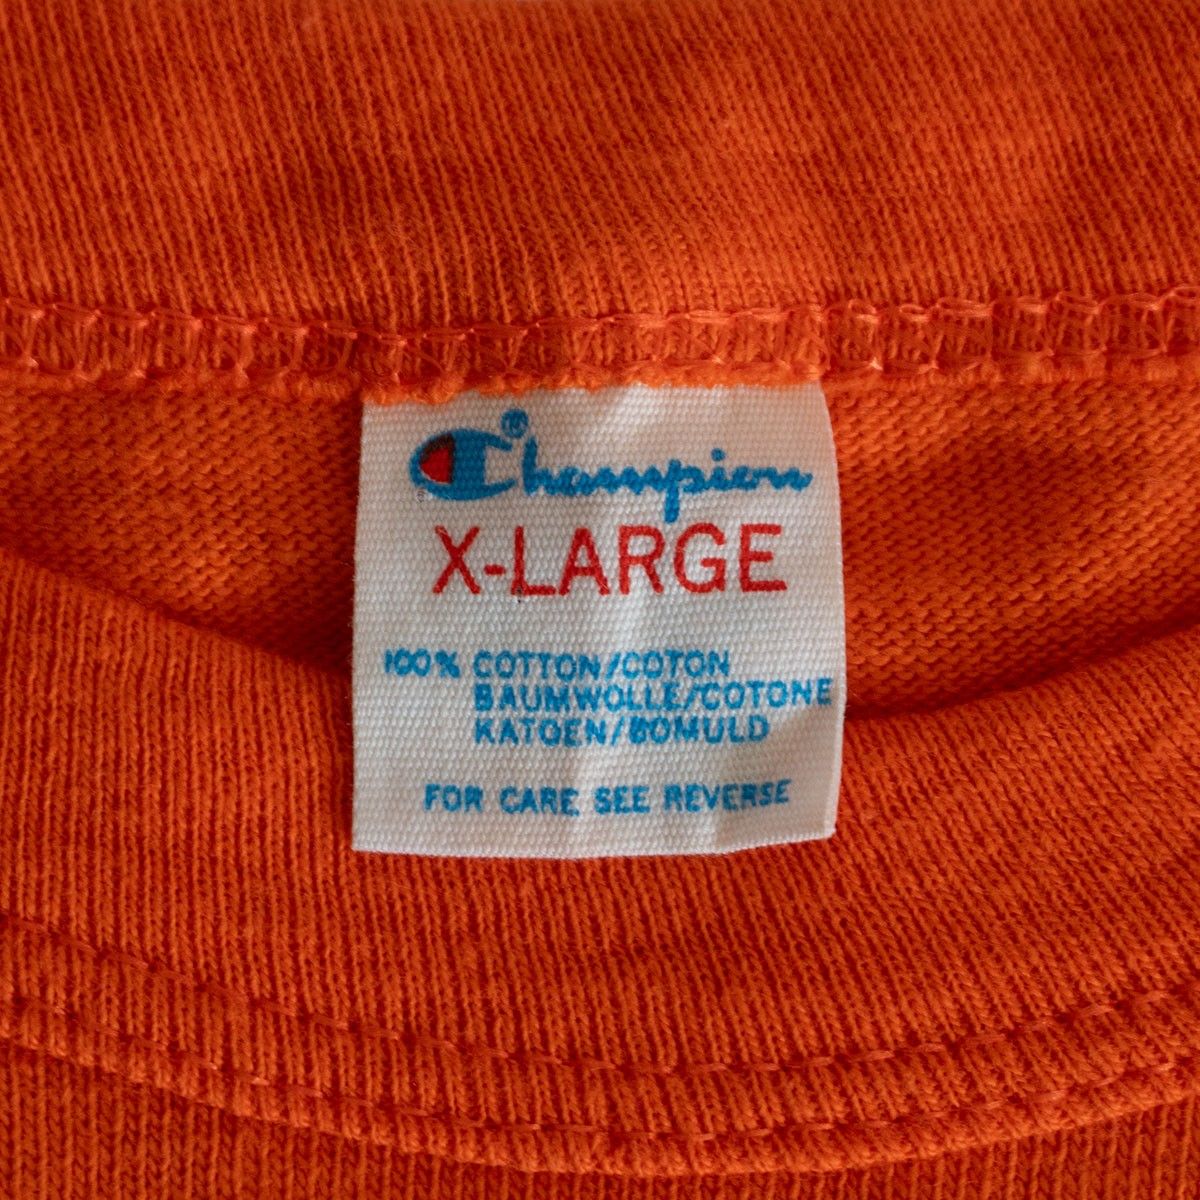 Champion®
X-LARGE
100% COTTON/COTON
BAUMWOLLE/COTONE
KATOEN/BOMULD
FOR CARE SEE REVERSE